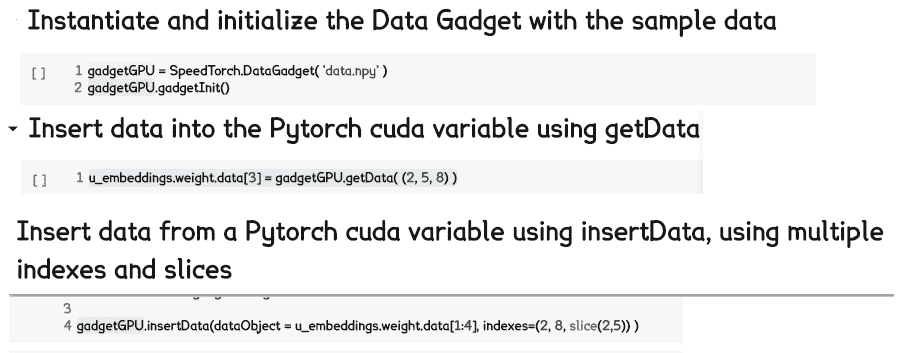 Instantiate and initialize the Data Gadget with the sample data
[ ] 1 gadgetGPU = SpeedTorch.DataGadget( 'data.npy' )
2 gadgetGPU.gadgetInit()
Insert data into the Pytorch cuda variable using getData
[ ] 1 u_embeddings.weight.data[3] = gadgetGPU.getData( (2, 5, 8) )
Insert data from a Pytorch cuda variable using insertData, using multiple
indexes and slices
3
4 gadgetGPU.insertData(dataObject = u_embeddings.weight.data[1:4], indexes=(2, 8, slice(2,5)) )